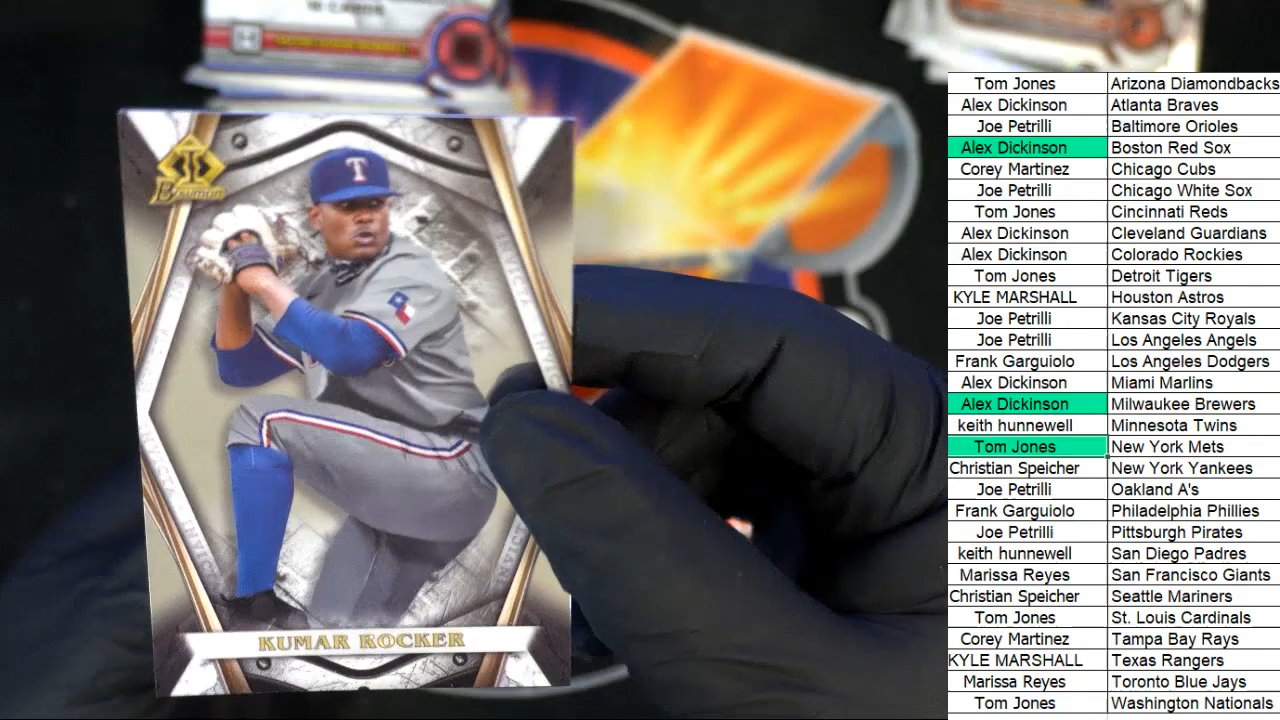 10 CARDS
Bowman
T
KUMAR ROCKER
Tom Jones Arizona Diamondbacks
Alex Dickinson Atlanta Braves
Joe Petrilli Baltimore Orioles
Alex Dickinson Boston Red Sox
Corey Martinez Chicago Cubs
Joe Petrilli Chicago White Sox
Tom Jones Cincinnati Reds
Alex Dickinson Cleveland Guardians
Alex Dickinson Colorado Rockies
Tom Jones Detroit Tigers
KYLE MARSHALL Houston Astros
Joe Petrilli Kansas City Royals
Joe Petrilli Los Angeles Angels
Frank Garguiolo Los Angeles Dodgers
Alex Dickinson Miami Marlins
Alex Dickinson Milwaukee Brewers
keith hunnewell Minnesota Twins
Tom Jones New York Mets
Christian Speicher New York Yankees
Joe Petrilli Oakland A's
Frank Garguiolo Philadelphia Phillies
Joe Petrilli Pittsburgh Pirates
keith hunnewell San Diego Padres
Marissa Reyes San Francisco Giants
Christian Speicher Seattle Mariners
Tom Jones St. Louis Cardinals
Corey Martinez Tampa Bay Rays
KYLE MARSHALL Texas Rangers
Marissa Reyes Toronto Blue Jays
Tom Jones Washington Nationals